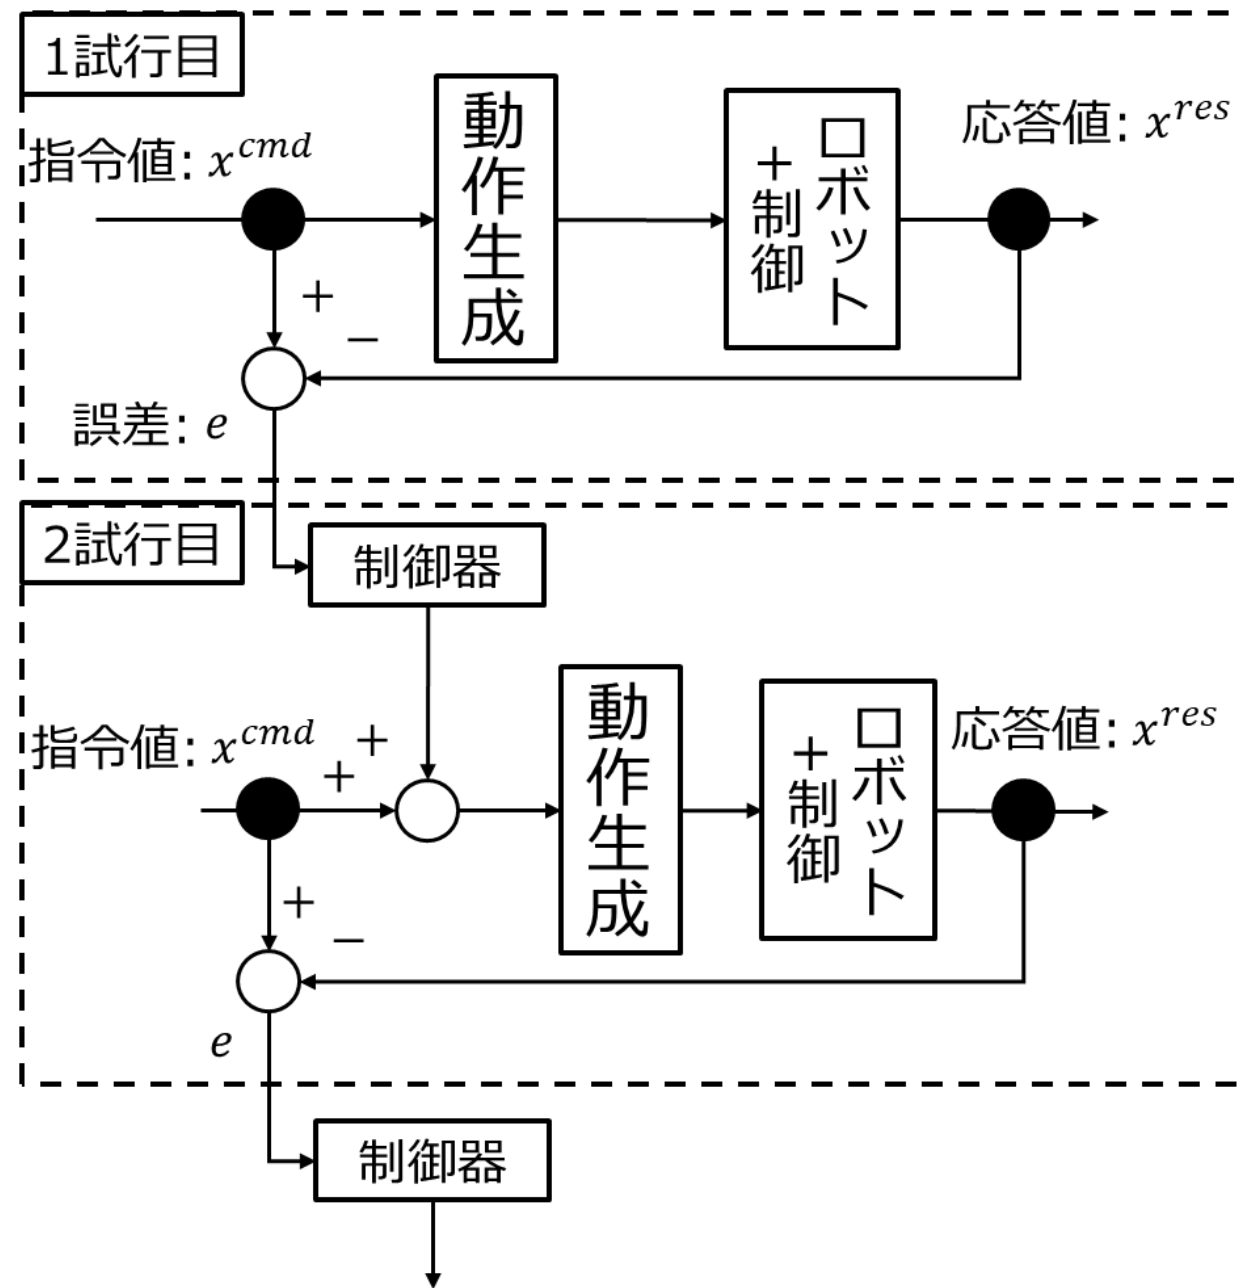 1試行目
指令値: x^{cmd}
動作生成
ロボット
+制御
応答値: x^{res}
+
−
誤差: e
2試行目
制御器
指令値: x^{cmd}
+
+
動作生成
ロボット
+制御
応答値: x^{res}
+
−
e
制御器